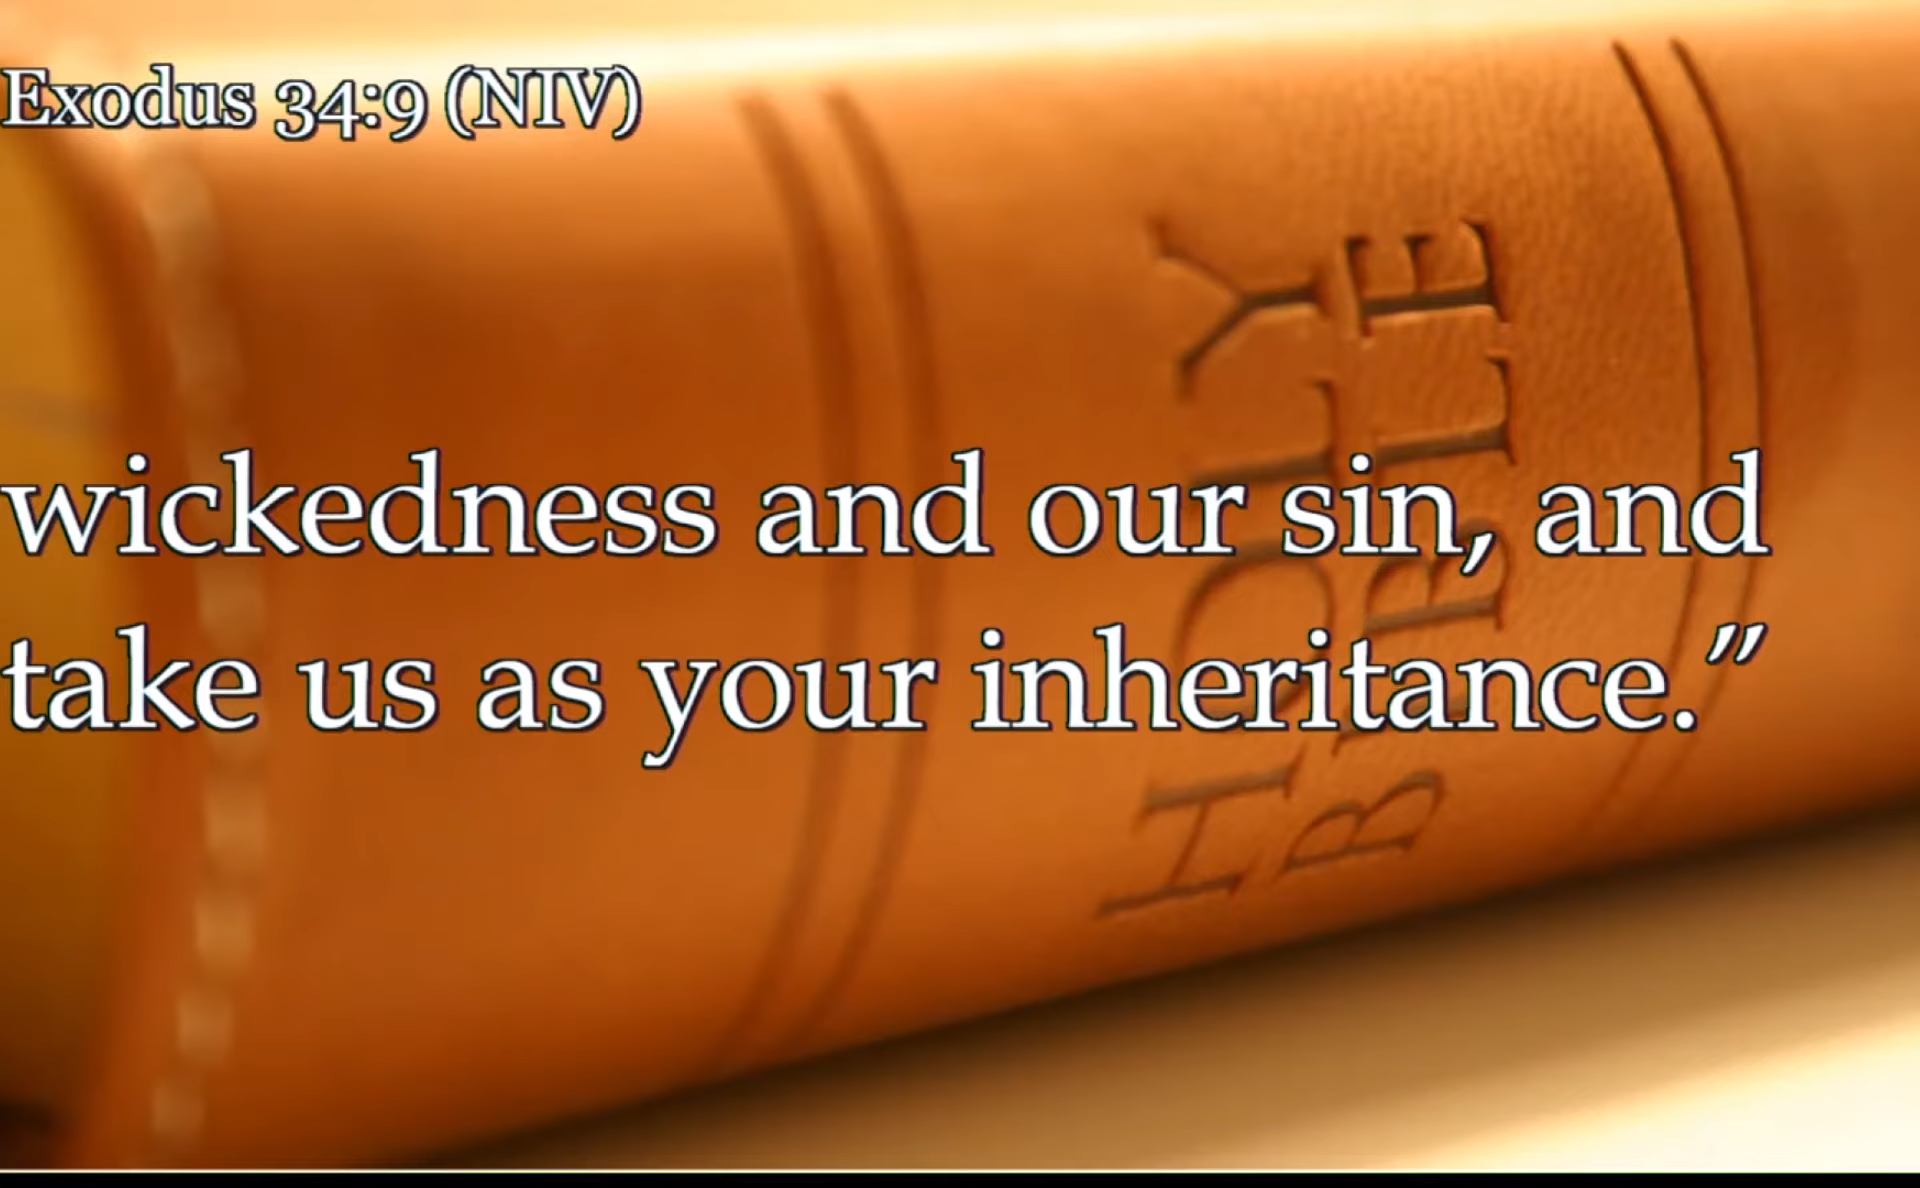 Exodus 34:9 (NIV)
wickedness and our sin, and
take us as your inheritance.”
HOLY
BIBLE